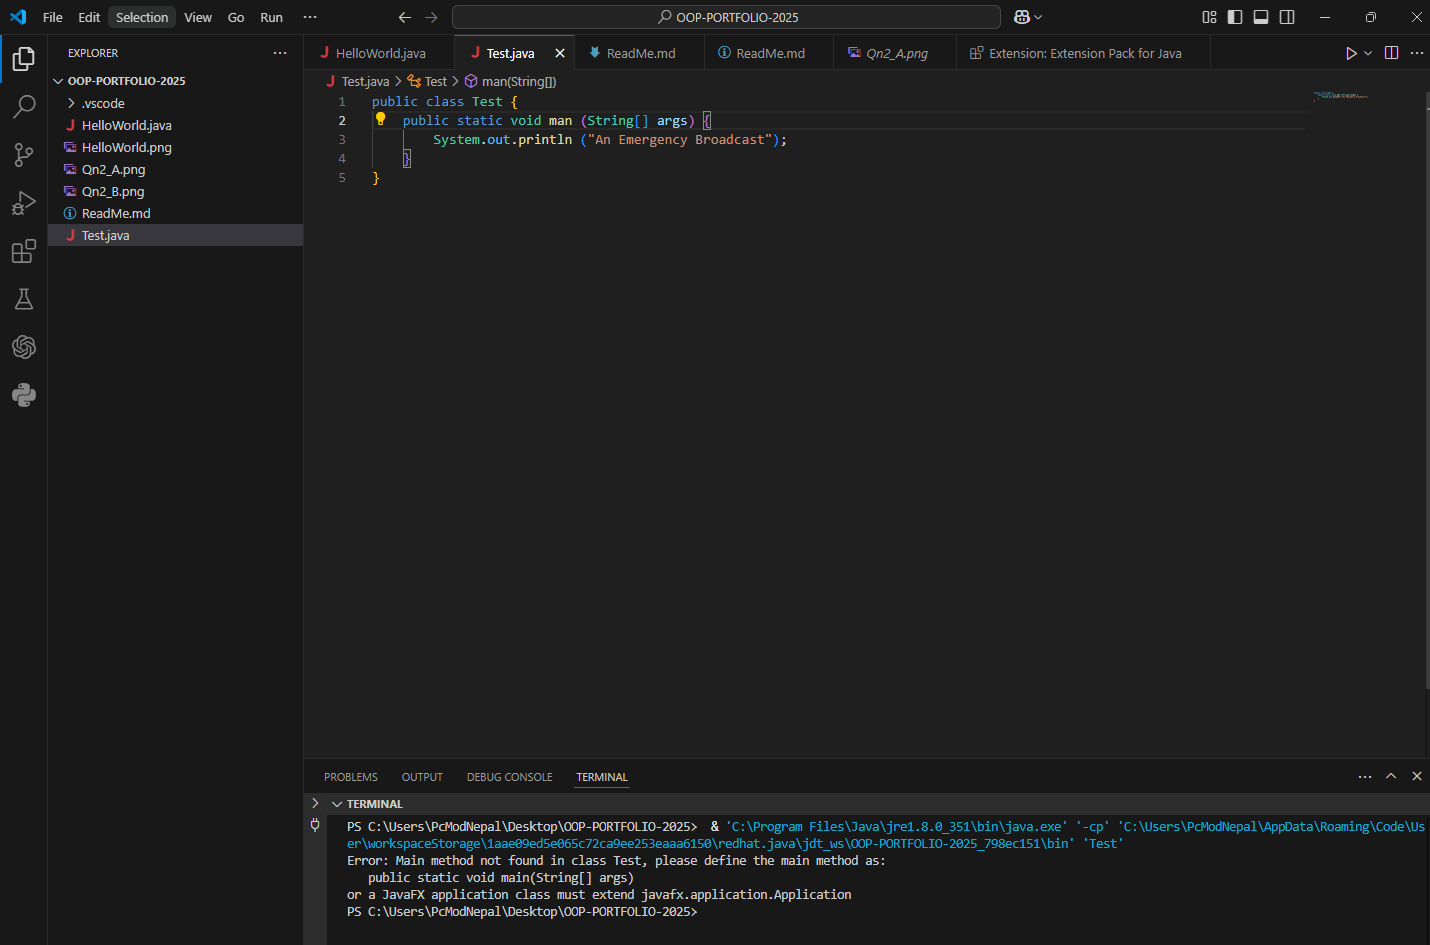 File Edit Selection View Go Run ···
OOP-PORTFOLIO-2025
EXPLORER
OOP-PORTFOLIO-2025
.vscode
HelloWorld.java
HelloWorld.png
Qn2_A.png
Qn2_B.png
ReadMe.md
Test.java
HelloWorld.java Test.java ReadMe.md ReadMe.md Qn2_A.png Extension: Extension Pack for Java
Test.java > Test > man(String[])
1 public class Test {
2 public static void man (String[] args) {
3 System.out.println ("An Emergency Broadcast");
4 }
5 }
PROBLEMS OUTPUT DEBUG CONSOLE TERMINAL
TERMINAL
PS C:\Users\PcModNepal\Desktop\OOP-PORTFOLIO-2025> & 'C:\Program Files\Java\jre1.8.0_351\bin\java.exe' '-cp' 'C:\Users\PcModNepal\AppData\Roaming\Code\Us
er\workspaceStorage\1aae09ed5e065c72ca9ee253eaaa6150\redhat.java\jdt_ws\OOP-PORTFOLIO-2025_798ec151\bin' 'Test'
Error: Main method not found in class Test, please define the main method as:
public static void main(String[] args)
or a JavaFX application class must extend javafx.application.Application
PS C:\Users\PcModNepal\Desktop\OOP-PORTFOLIO-2025>